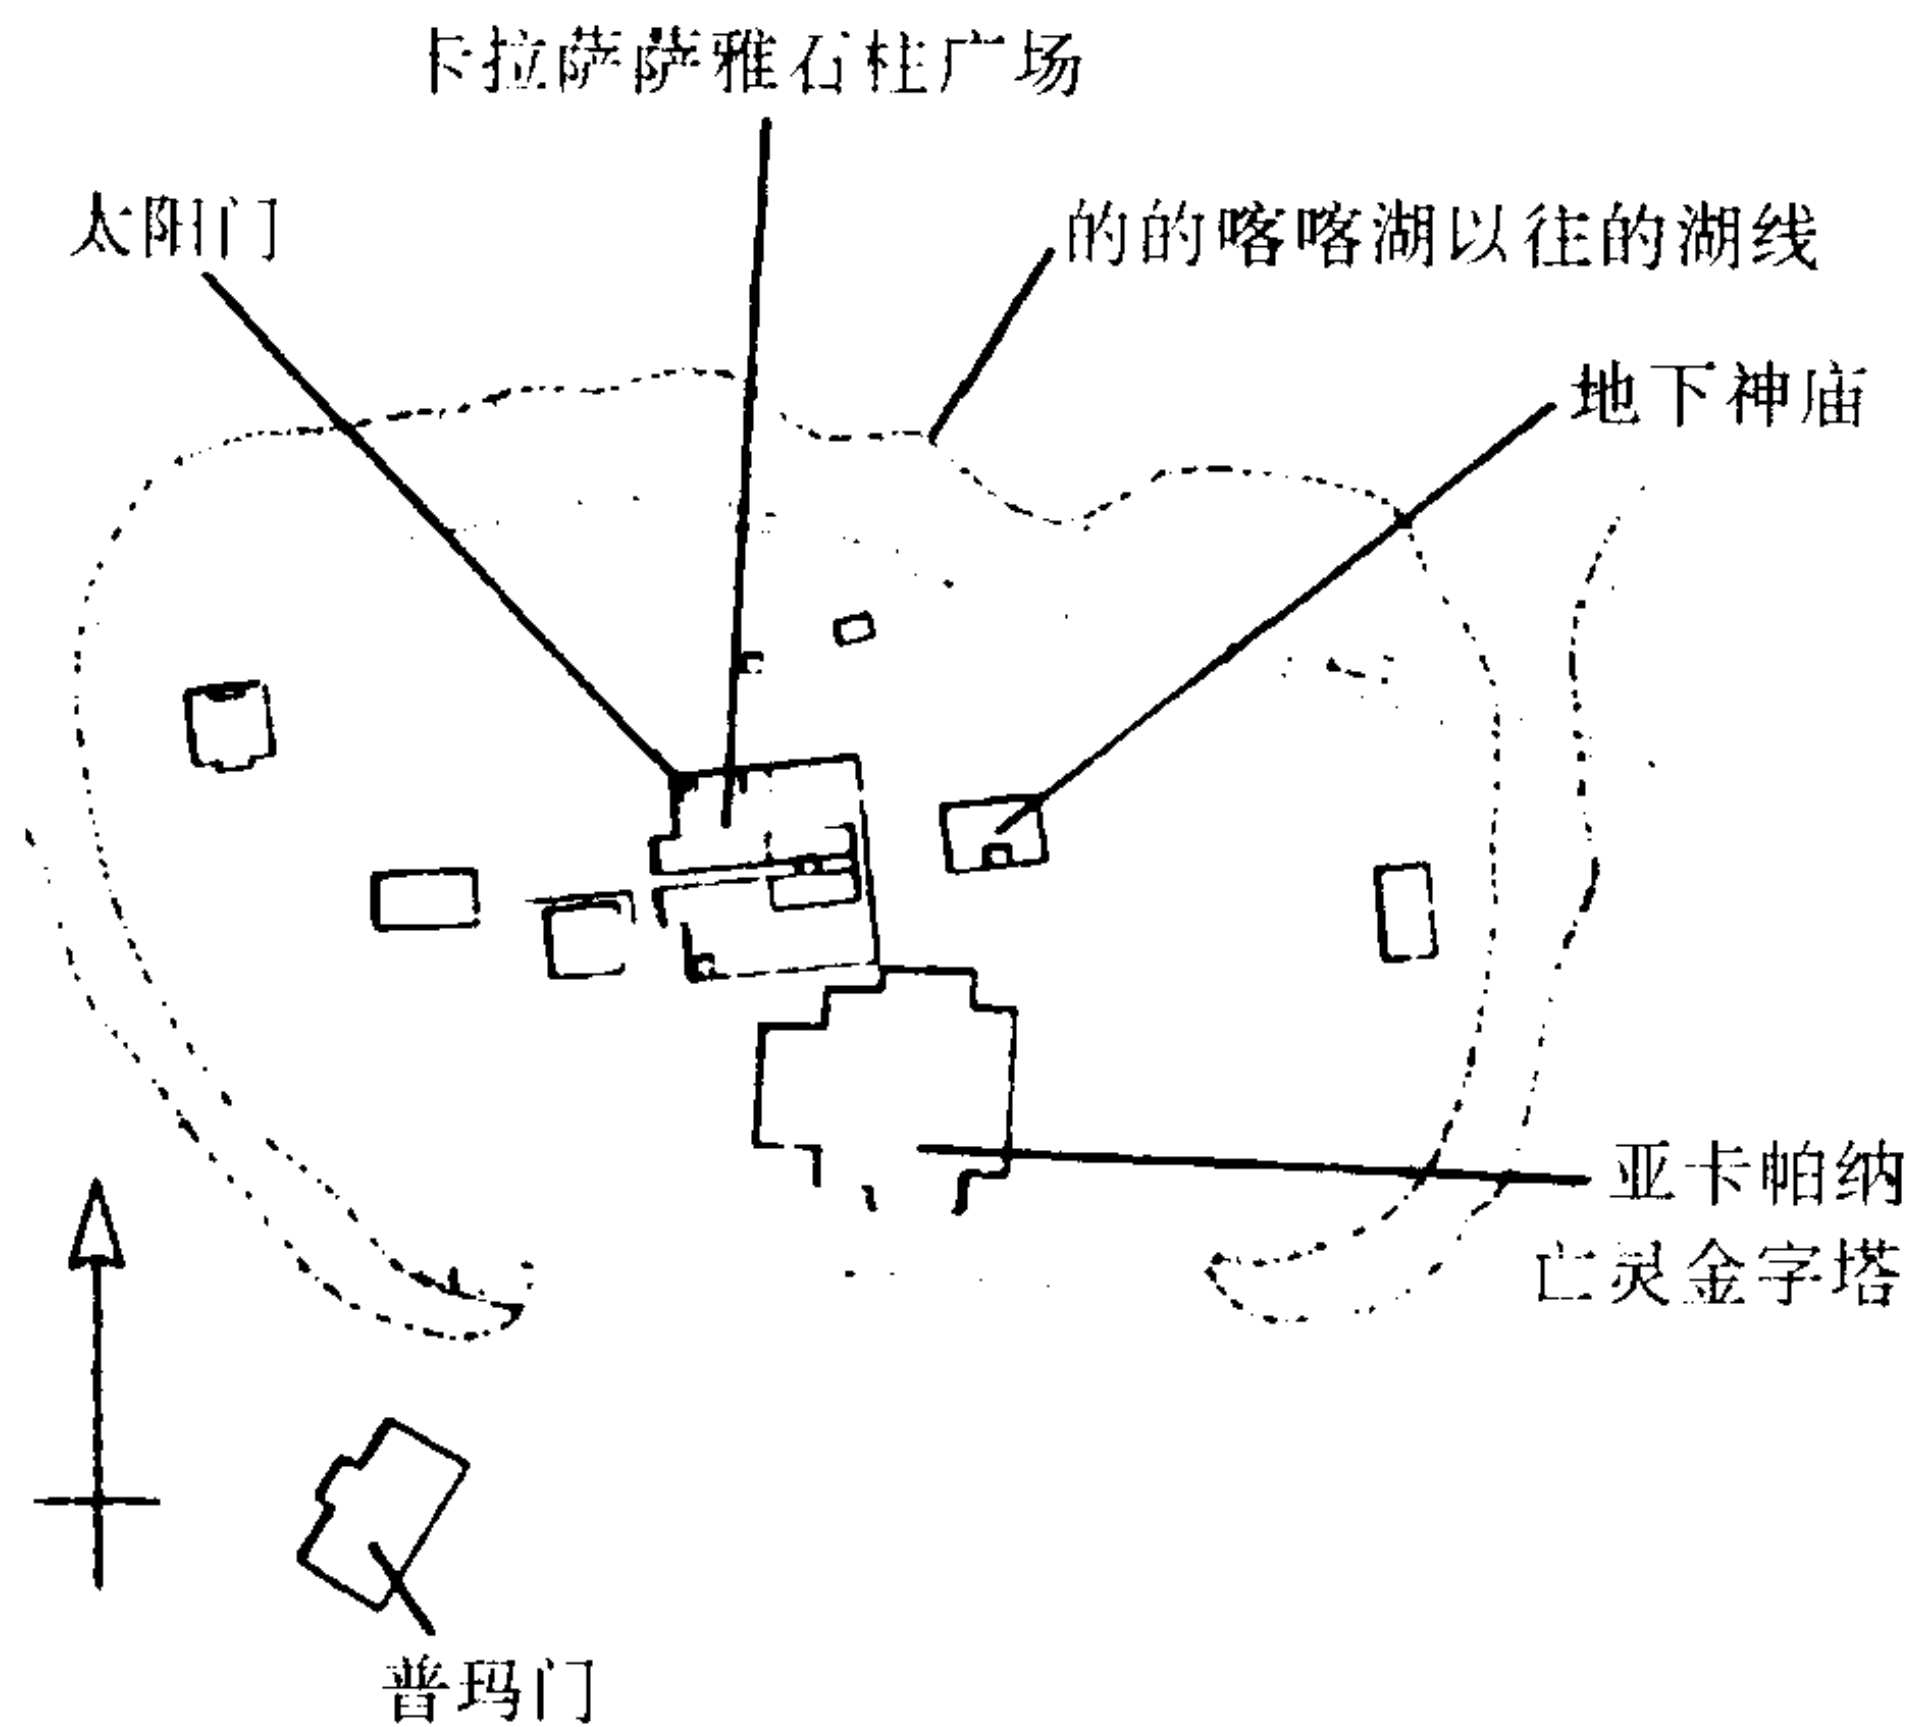 卡拉萨萨雅石柱广场
太阳门
的的喀喀湖以往的湖线
地下神庙
亚卡帕纳
亡灵金字塔
普玛门